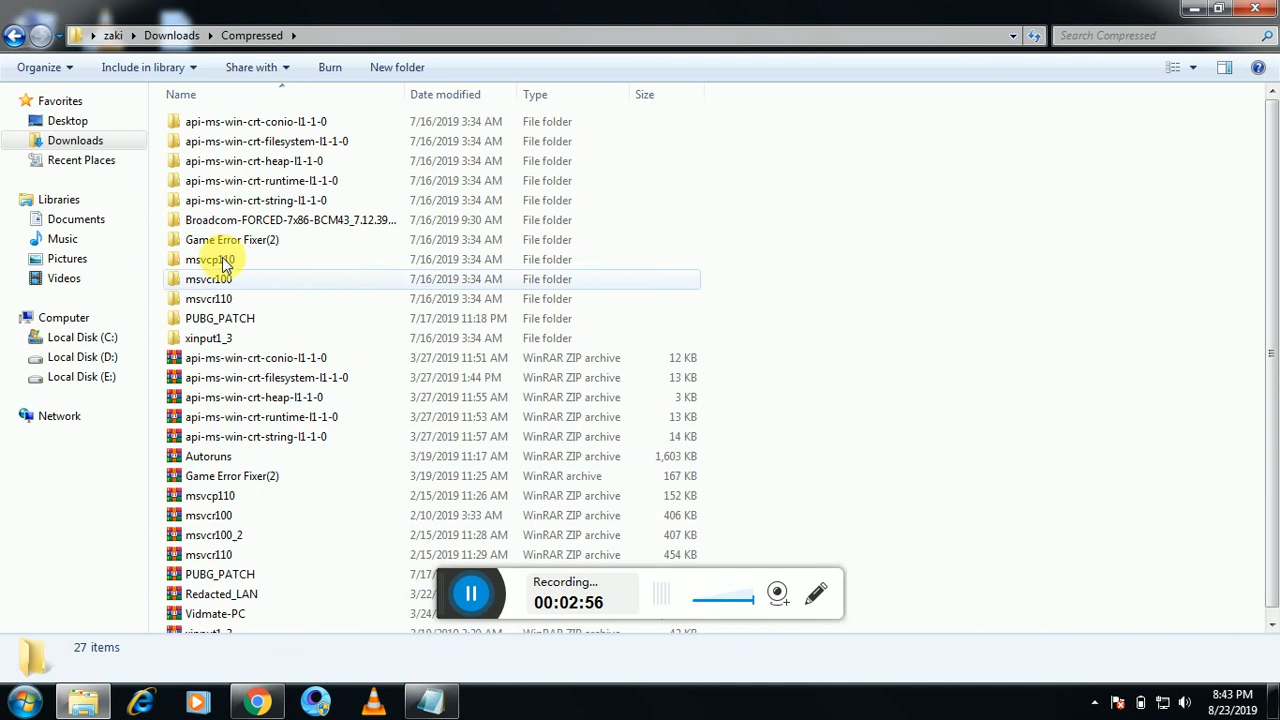 zaki Downloads Compressed
Search Compressed
Organize Include in library Share with Burn New folder
Name Date modified Type Size
Favorites
Desktop
Downloads
Recent Places
Libraries
Documents
Music
Pictures
Videos
Computer
Local Disk (C:)
Local Disk (D:)
Local Disk (E:)
Network
api-ms-win-crt-conio-l1-1-0 7/16/2019 3:34 AM File folder
api-ms-win-crt-filesystem-l1-1-0 7/16/2019 3:34 AM File folder
api-ms-win-crt-heap-l1-1-0 7/16/2019 3:34 AM File folder
api-ms-win-crt-runtime-l1-1-0 7/16/2019 3:34 AM File folder
api-ms-win-crt-string-l1-1-0 7/16/2019 3:34 AM File folder
Broadcom-FORCED-7x86-BCM43_7.12.39... 7/16/2019 9:30 AM File folder
Game Error Fixer(2) 7/16/2019 3:34 AM File folder
msvcp110 7/16/2019 3:34 AM File folder
msvcr100 7/16/2019 3:34 AM File folder
msvcr110 7/16/2019 3:34 AM File folder
PUBG_PATCH 7/17/2019 11:18 PM File folder
xinput1_3 7/16/2019 3:34 AM File folder
api-ms-win-crt-conio-l1-1-0 3/27/2019 11:51 AM WinRAR ZIP archive 12 KB
api-ms-win-crt-filesystem-l1-1-0 3/27/2019 1:44 PM WinRAR ZIP archive 13 KB
api-ms-win-crt-heap-l1-1-0 3/27/2019 11:55 AM WinRAR ZIP archive 3 KB
api-ms-win-crt-runtime-l1-1-0 3/27/2019 11:53 AM WinRAR ZIP archive 13 KB
api-ms-win-crt-string-l1-1-0 3/27/2019 11:57 AM WinRAR ZIP archive 14 KB
Autoruns 3/19/2019 11:17 AM WinRAR ZIP archive 1,603 KB
Game Error Fixer(2) 3/19/2019 11:25 AM WinRAR archive 167 KB
msvcp110 2/15/2019 11:26 AM WinRAR ZIP archive 152 KB
msvcr100 2/10/2019 3:33 AM WinRAR ZIP archive 406 KB
msvcr100_2 2/15/2019 11:28 AM WinRAR ZIP archive 407 KB
msvcr110 2/15/2019 11:29 AM WinRAR ZIP archive 454 KB
PUBG_PATCH 7/17/
Redacted_LAN 3/22/
Vidmate-PC 3/24/
Recording...
00:02:56
27 items
8:43 PM
8/23/2019